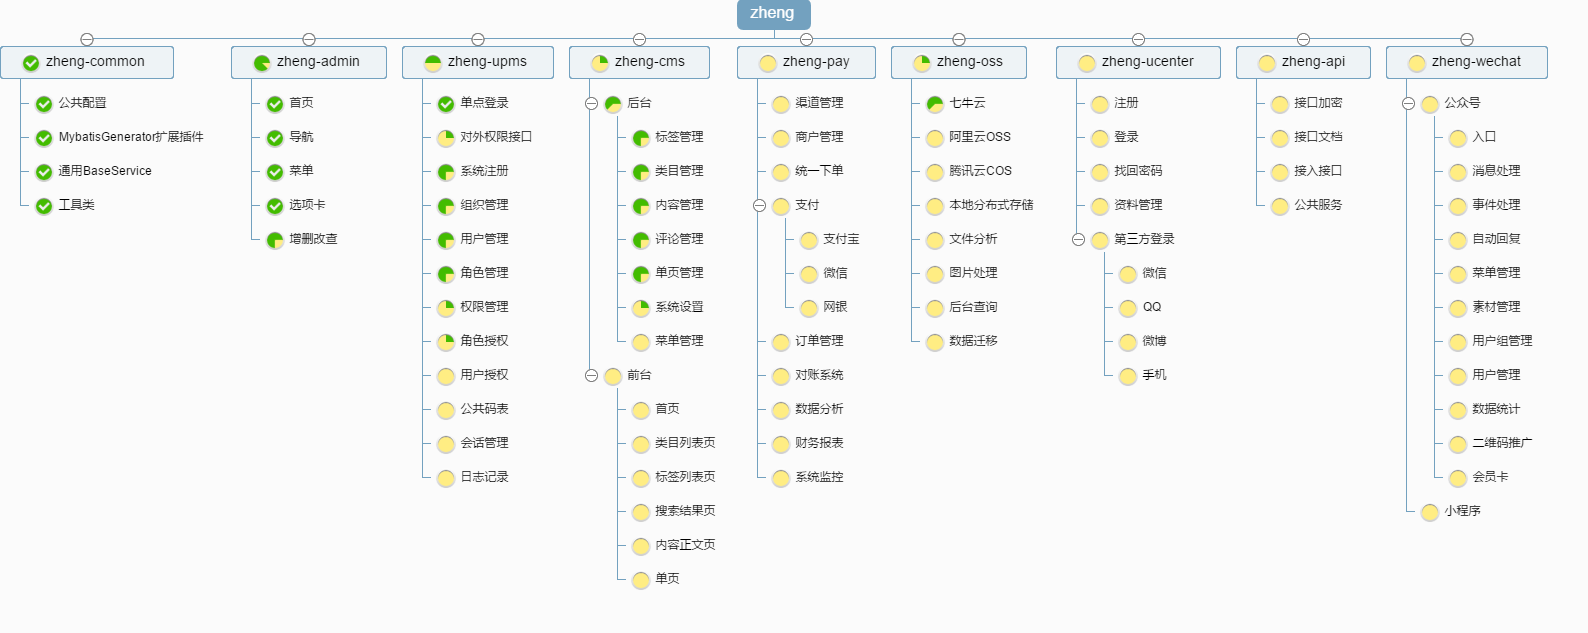 zheng
zheng-common
公共配置
MybatisGenerator扩展插件
通用BaseService
工具类
zheng-admin
首页
导航
菜单
选项卡
增删改查
zheng-upms
单点登录
对外权限接口
系统注册
组织管理
用户管理
角色管理
权限管理
角色授权
用户授权
公共码表
会话管理
日志记录
zheng-cms
后台
标签管理
类目管理
内容管理
评论管理
单页管理
系统设置
菜单管理
前台
首页
类目列表页
标签列表页
搜索结果页
内容正文页
单页
zheng-pay
渠道管理
商户管理
统一下单
支付
支付宝
微信
网银
订单管理
对账系统
数据分析
财务报表
系统监控
zheng-oss
七牛云
阿里云OSS
腾讯云COS
本地分布式存储
文件分析
图片处理
后台查询
数据迁移
zheng-ucenter
注册
登录
找回密码
资料管理
第三方登录
微信
QQ
微博
手机
zheng-api
接口加密
接口文档
接入接口
公共服务
zheng-wechat
公众号
入口
消息处理
事件处理
自动回复
菜单管理
素材管理
用户组管理
用户管理
数据统计
二维码推广
会员卡
小程序